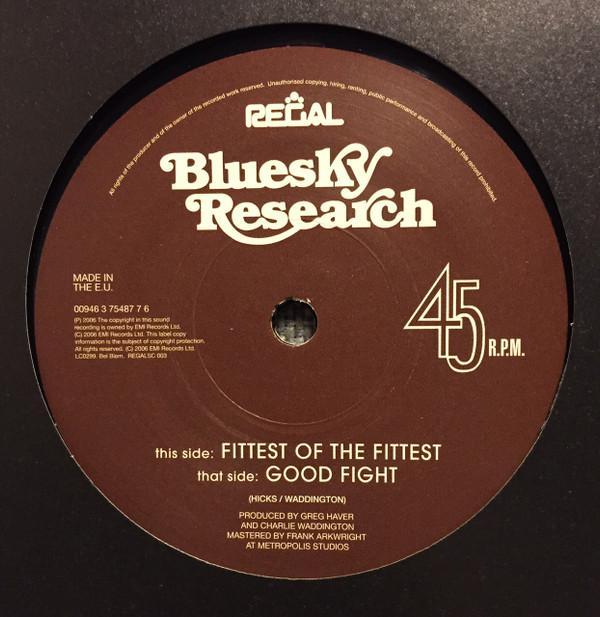 All rights of the producer and of the owner of the recorded work reserved. Unauthorised copying, hiring, renting, public performance and broadcasting of this record prohibited.
REGAL
Bluesky
Research
MADE IN
THE E.U.
00946 3 75487 7 6
(P) 2006 The copyright in this sound
recording is owned by EMI Records Ltd.
(C) 2006 EMI Records Ltd. This label copy
information is the subject of copyright protection.
All rights reserved. (C) 2006 EMI Records Ltd.
LC0299. Bel Biem. REGALSC 003
45 R.P.M.
this side: FITTEST OF THE FITTEST
that side: GOOD FIGHT
(HICKS / WADDINGTON)
PRODUCED BY GREG HAVER
AND CHARLIE WADDINGTON
MASTERED BY FRANK ARKWRIGHT
AT METROPOLIS STUDIOS